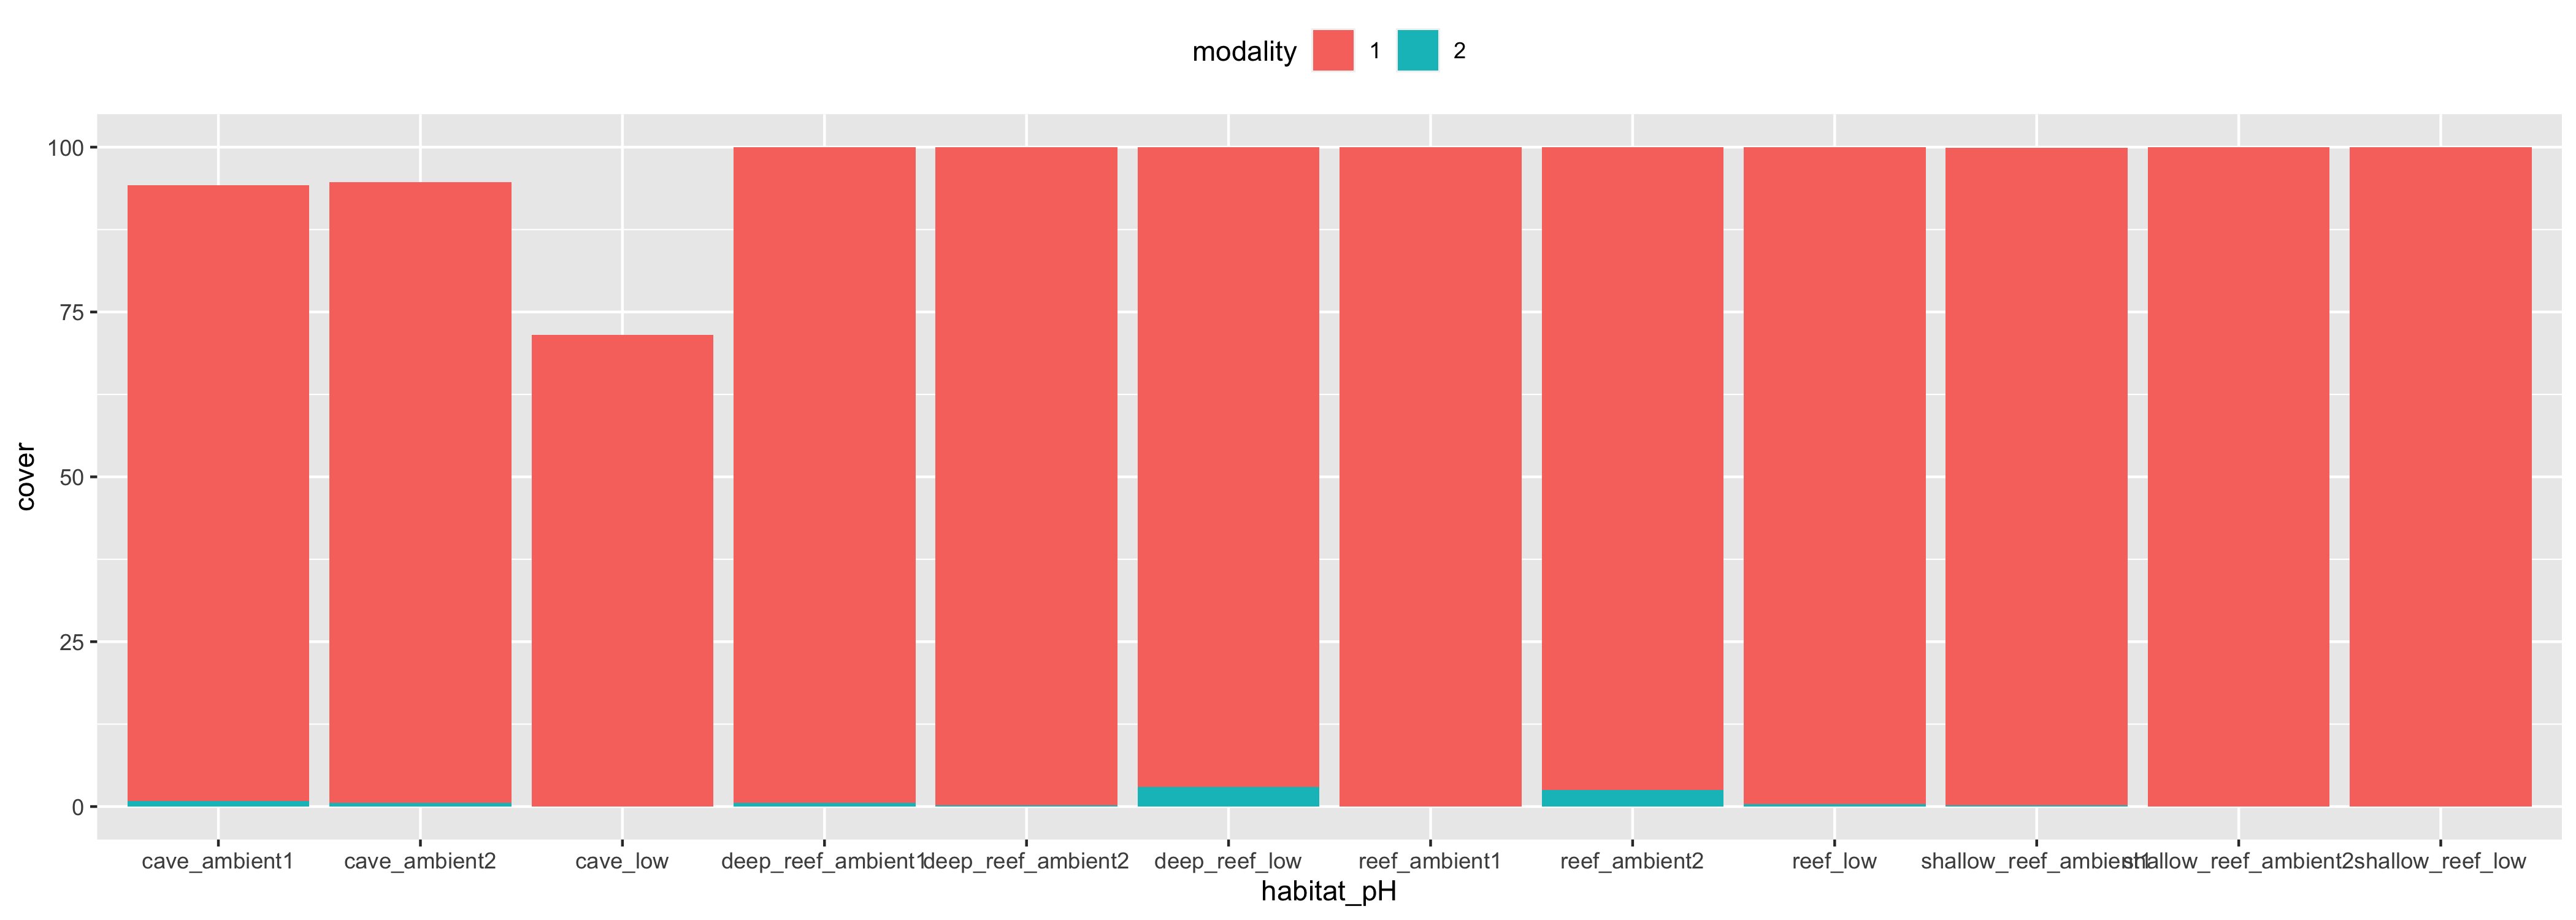 modality 1 2
100
75
50
25
0
cover
cave_ambient1 cave_ambient2 cave_low deep_reef_ambient1 deep_reef_ambient2 deep_reef_low reef_ambient1 reef_ambient2 reef_low shallow_reef_ambient1 shallow_reef_ambient2 shallow_reef_low
habitat_pH